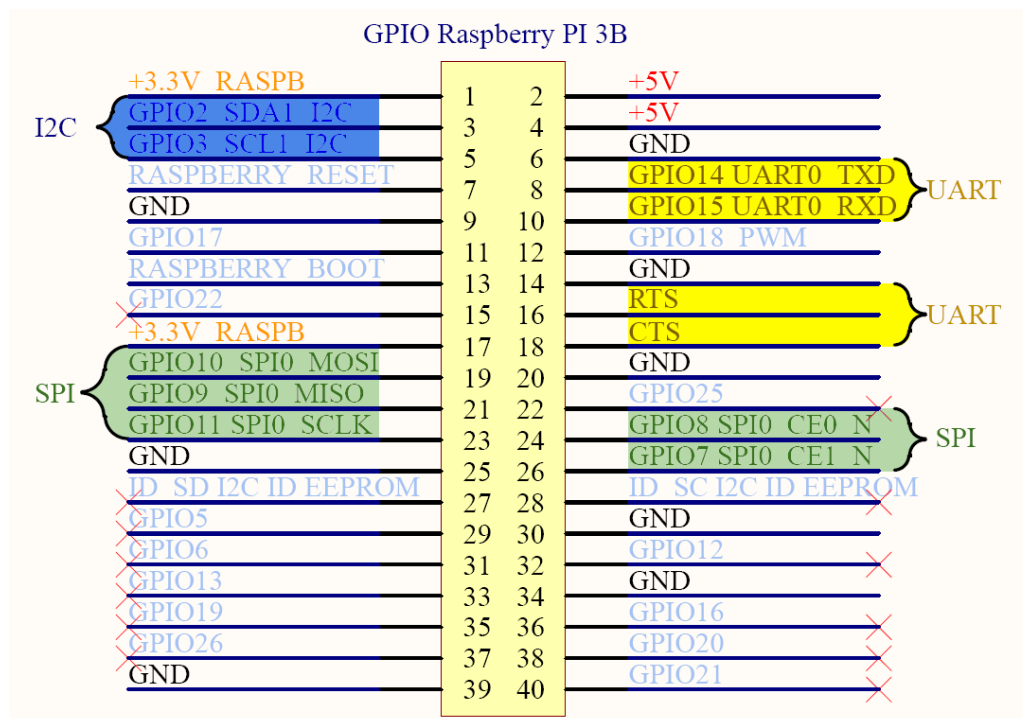 GPIO Raspberry PI 3B
+3.3V RASPB 1 2 +5V
GPIO2 SDA1 I2C 3 4 +5V
I2C
GPIO3 SCL1 I2C 5 6 GND
RASPBERRY RESET 7 8 GPIO14 UART0 TXD
UART
GND 9 10 GPIO15 UART0 RXD
GPIO17 11 12 GPIO18 PWM
RASPBERRY BOOT 13 14 GND
GPIO22 15 16 RTS
UART
+3.3V RASPB 17 18 CTS
GPIO10 SPI0 MOSI 19 20 GND
SPI
GPIO9 SPI0 MISO 21 22 GPIO25
GPIO11 SPI0 SCLK 23 24 GPIO8 SPI0 CE0 N
SPI
GND 25 26 GPIO7 SPI0 CE1 N
ID SD I2C ID EEPROM 27 28 ID SC I2C ID EEPROM
GPIO5 29 30 GND
GPIO6 31 32 GPIO12
GPIO13 33 34 GND
GPIO19 35 36 GPIO16
GPIO26 37 38 GPIO20
GND 39 40 GPIO21